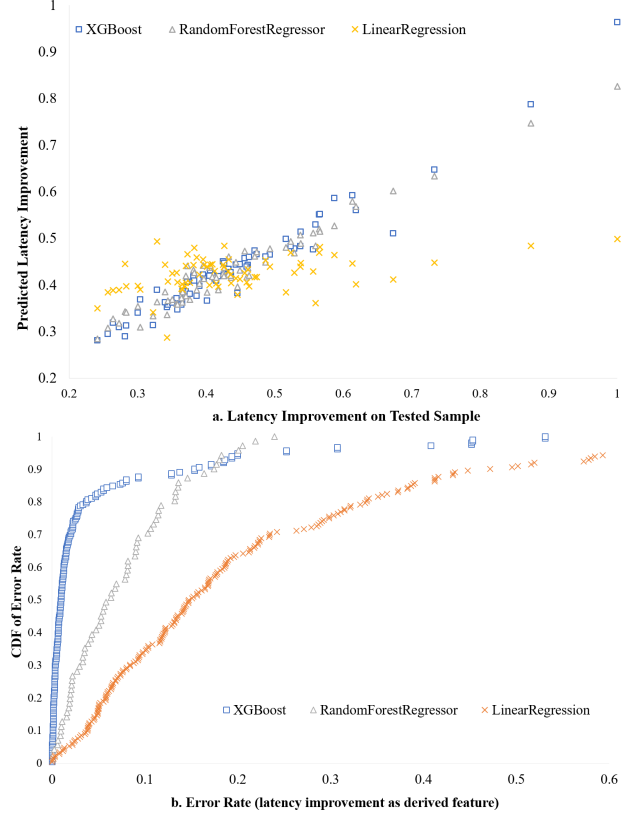 1
XGBoost RandomForestRegressor LinearRegression
0.9
0.8
0.7
0.6
0.5
0.4
0.3
0.2
Predicted Latency Improvement
0.2 0.3 0.4 0.5 0.6 0.7 0.8 0.9 1
a. Latency Improvement on Tested Sample
1
0.9
0.8
0.7
0.6
0.5
0.4
0.3
0.2
0.1
0
CDF of Error Rate
XGBoost RandomForestRegressor LinearRegression
0 0.1 0.2 0.3 0.4 0.5 0.6
b. Error Rate (latency improvement as derived feature)